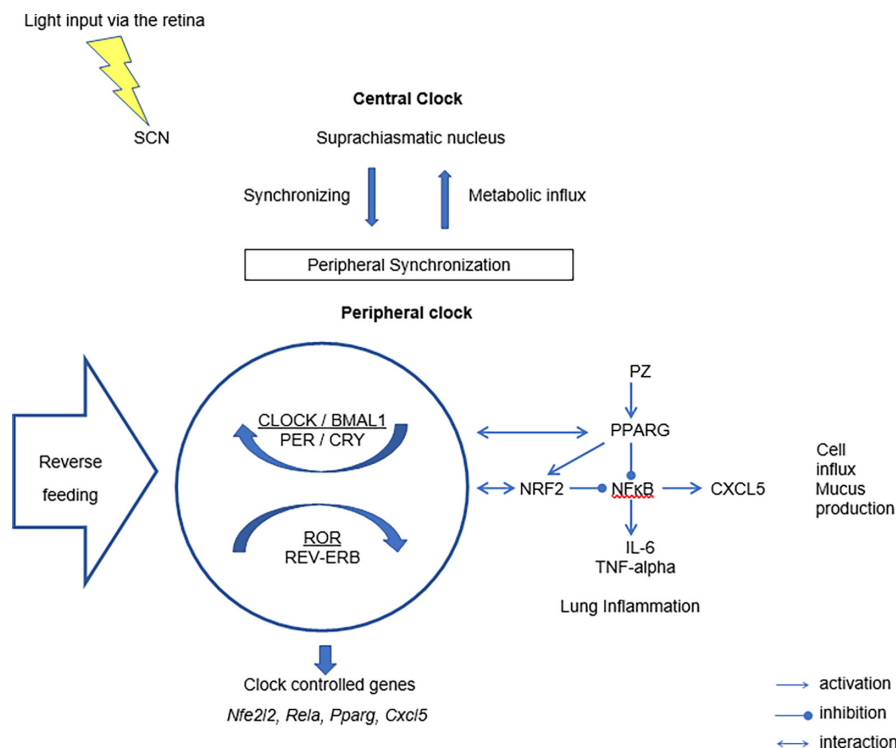 Light input via the retina
SCN
Central Clock
Suprachiasmatic nucleus
Synchronizing
Metabolic influx
Peripheral Synchronization
Peripheral clock
Reverse
feeding
CLOCK / BMAL1
PER / CRY
ROR
REV-ERB
PZ
PPARG
NRF2
NFκB
CXCL5
IL-6
TNF-alpha
Lung Inflammation
Cell
influx
Mucus
production
Clock controlled genes
Nfe2l2, Rela, Pparg, Cxcl5
activation
inhibition
interaction